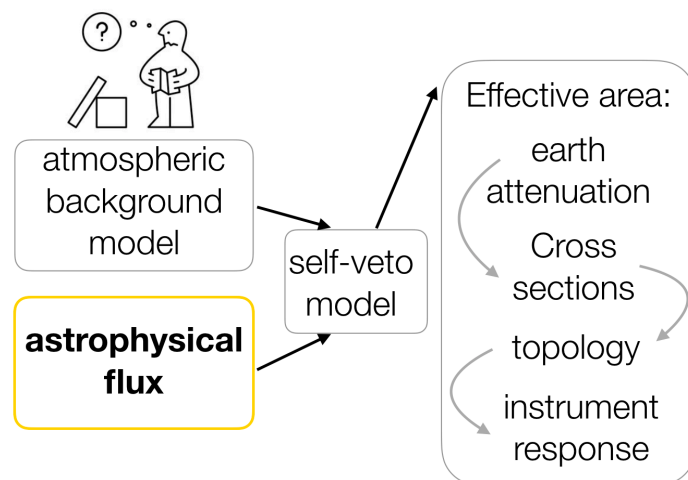 ?
atmospheric
background
model
astrophysical
flux
self-veto
model
Effective area:
earth
attenuation
Cross
sections
topology
instrument
response